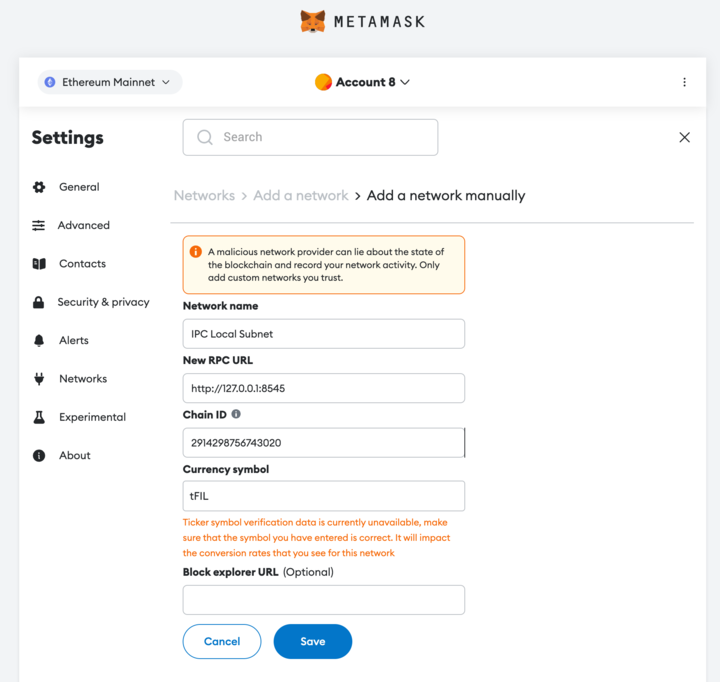 METAMASK
Ethereum Mainnet
Account 8
Settings
Search
General
Advanced
Contacts
Security & privacy
Alerts
Networks
Experimental
About
Networks > Add a network > Add a network manually
A malicious network provider can lie about the state of
the blockchain and record your network activity. Only
add custom networks you trust.
Network name
IPC Local Subnet
New RPC URL
http://127.0.0.1:8545
Chain ID
2914298756743020
Currency symbol
tFIL
Ticker symbol verification data is currently unavailable, make
sure that the symbol you have entered is correct. It will impact
the conversion rates that you see for this network
Block explorer URL (Optional)
Cancel
Save